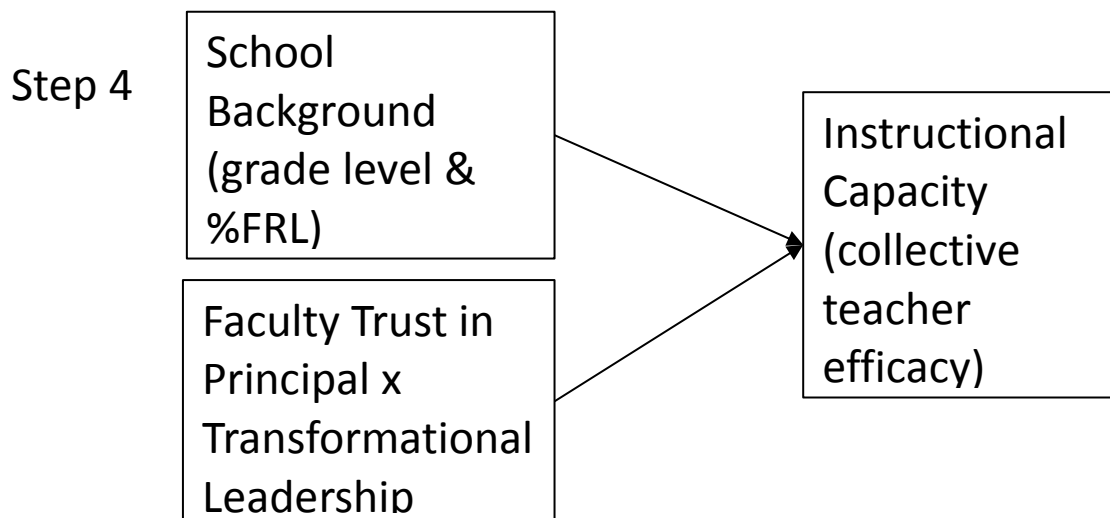 Step 4
School
Background
(grade level &
%FRL)
Faculty Trust in
Principal x
Transformational
Leadership
Instructional
Capacity
(collective
teacher
efficacy)